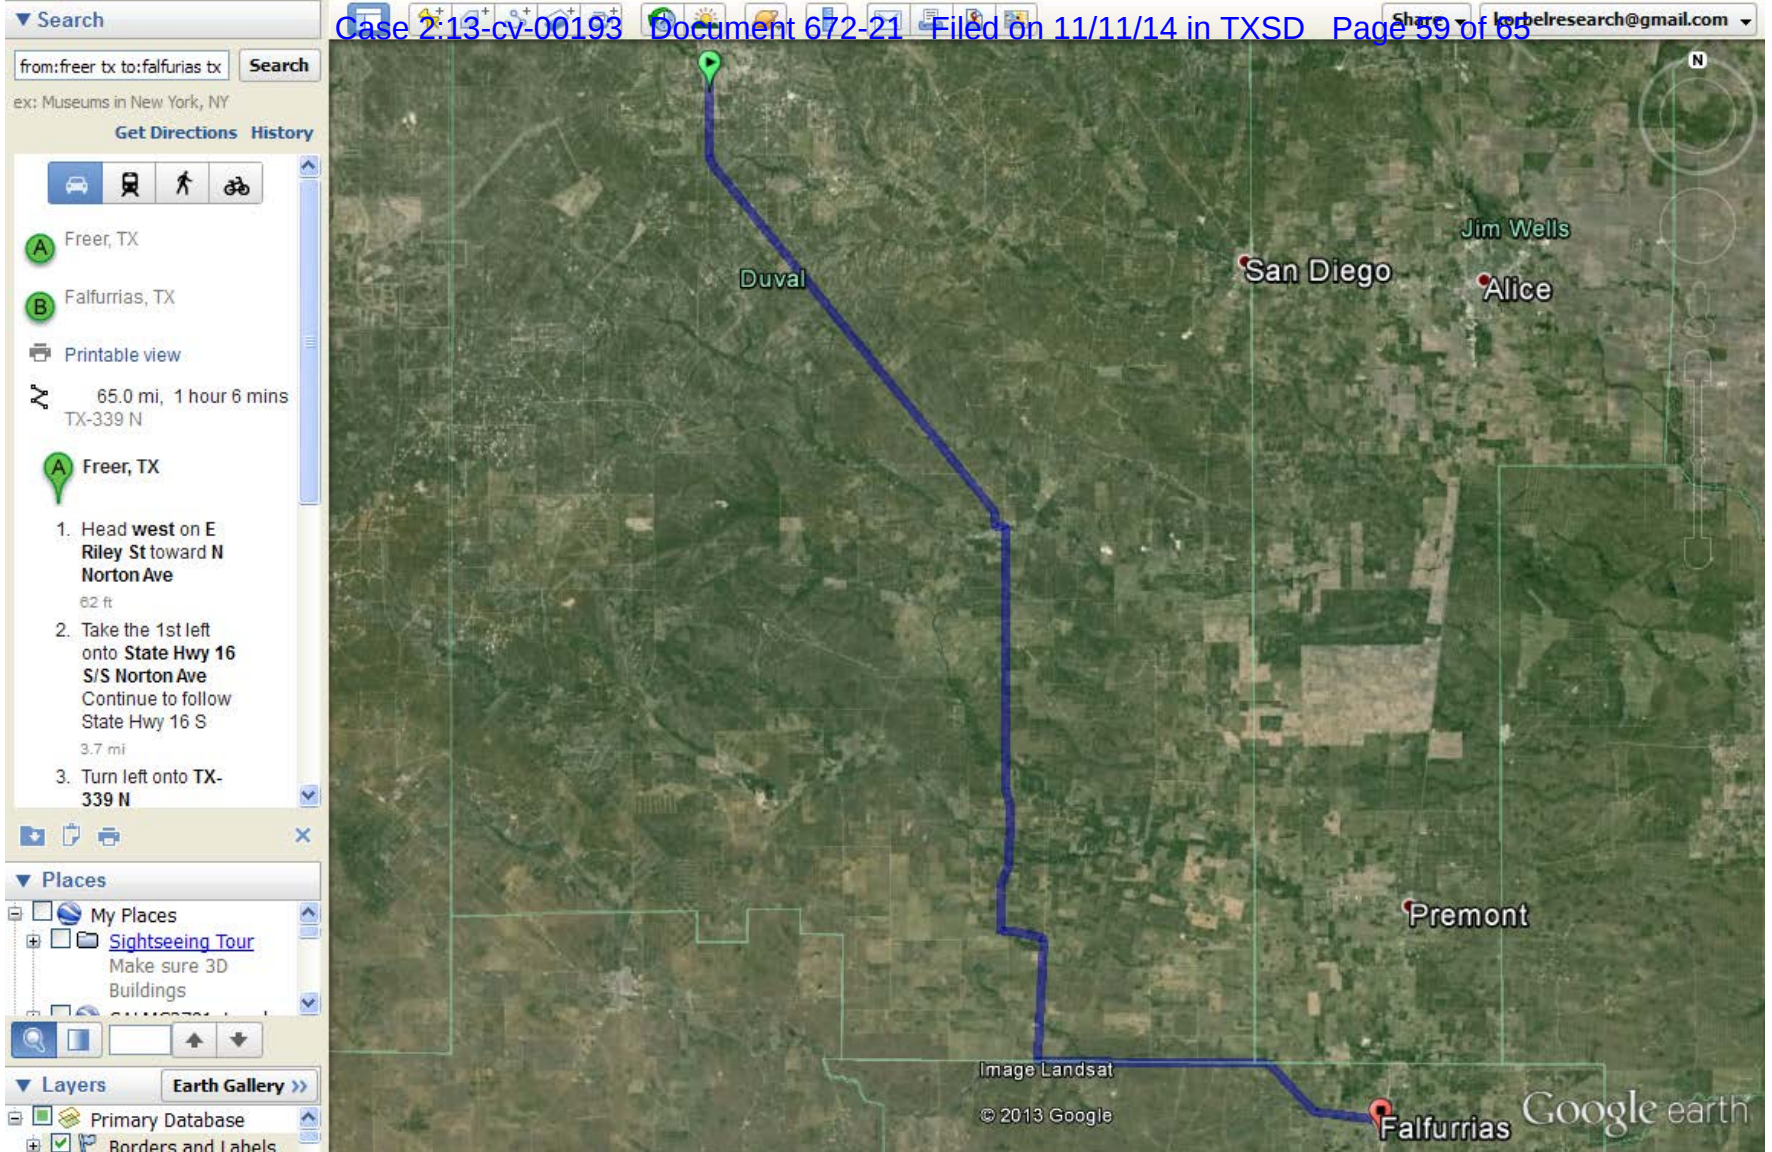 Case 2:13-cv-00193 Document 672-21 Filed on 11/11/14 in TXSD Page 59 of 65
▼ Search
Share
korbelresearch@gmail.com
from:freer tx to:falfurias tx
Search
ex: Museums in New York, NY
Get Directions History
A Freer, TX
B Falfurrias, TX
Printable view
65.0 mi, 1 hour 6 mins
TX-339 N
A Freer, TX
1. Head west on E
Riley St toward N
Norton Ave
62 ft
2. Take the 1st left
onto State Hwy 16
S/S Norton Ave
Continue to follow
State Hwy 16 S
3.7 mi
3. Turn left onto TX-
339 N
▼ Places
My Places
Sightseeing Tour
Make sure 3D
Buildings
▼ Layers
Earth Gallery >>
Primary Database
Borders and Labels
N
Jim Wells
Duval
San Diego
Alice
Premont
Image Landsat
© 2013 Google
Falfurrias
Google earth